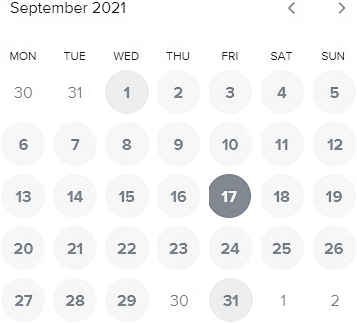 September 2021
MON TUE WED THU FRI SAT SUN
30 31 1 2 3 4 5
6 7 8 9 10 11 12
13 14 15 16 17 18 19
20 21 22 23 24 25 26
27 28 29 30 31 1 2